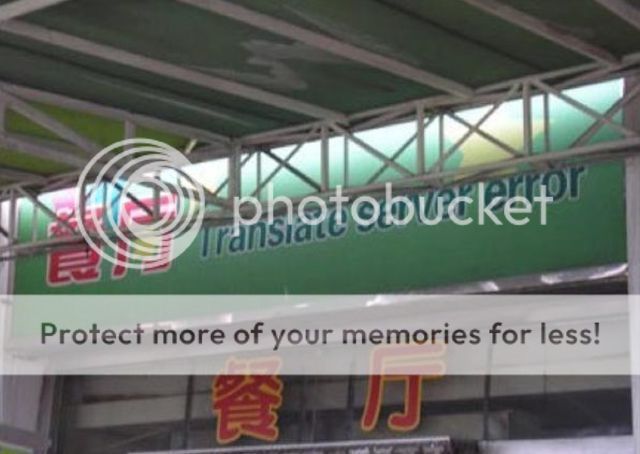 餐厅 Translate server error
photobucket
Protect more of your memories for less!
餐厅